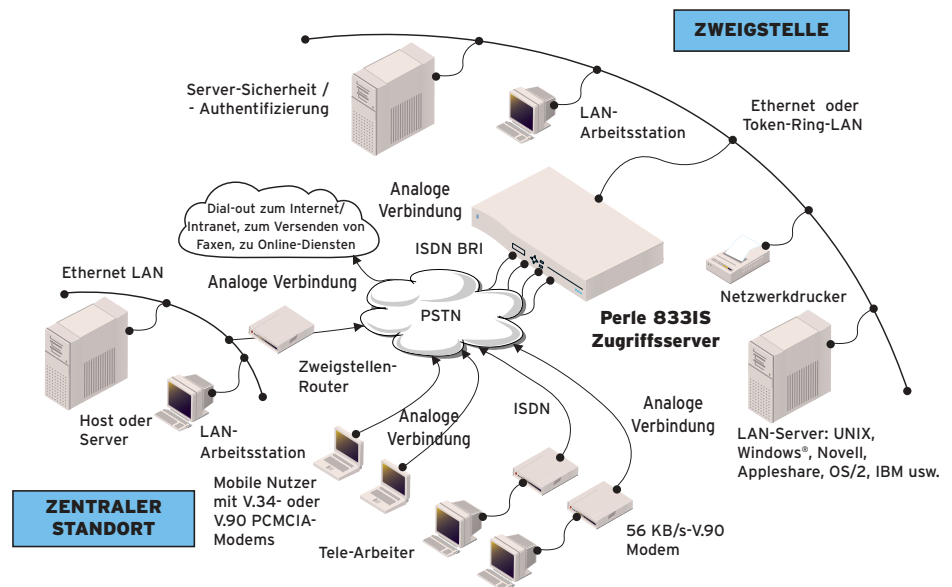 ZWEIGSTELLE
Server-Sicherheit /
- Authentifizierung
LAN-
Arbeitsstation
Ethernet oder
Token-Ring-LAN
Analoge
Verbindung
Dial-out zum Internet/
Intranet, zum Versenden von
Faxen, zu Online-Diensten
ISDN BRI
Ethernet LAN
Analoge Verbindung
PSTN
Netzwerkdrucker
Perle 833IS
Zugriffsserver
Zweigstellen-
Router
Host oder
Server
LAN-
Arbeitsstation
Analoge
Verbindung
ISDN
Analoge
Verbindung
LAN-Server: UNIX,
Windows®, Novell,
Appleshare, OS/2, IBM usw.
Mobile Nutzer
mit V.34- oder
V.90 PCMCIA-
Modems
ZENTRALER
STANDORT
Tele-Arbeiter
56 KB/s-V.90
Modem